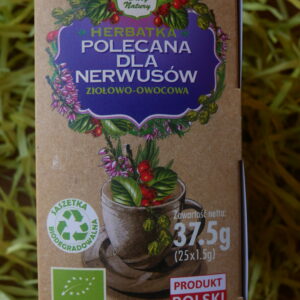 Natury
HERBATKA
POLECANA
DLA
NERWUSÓW
ZIOŁOWO-OWOCOWA
SASZETKA
BIODEGRADOWALNA
Zawartość netto:
37.5g
(25x1.5g)
PRODUKT
POLSKI